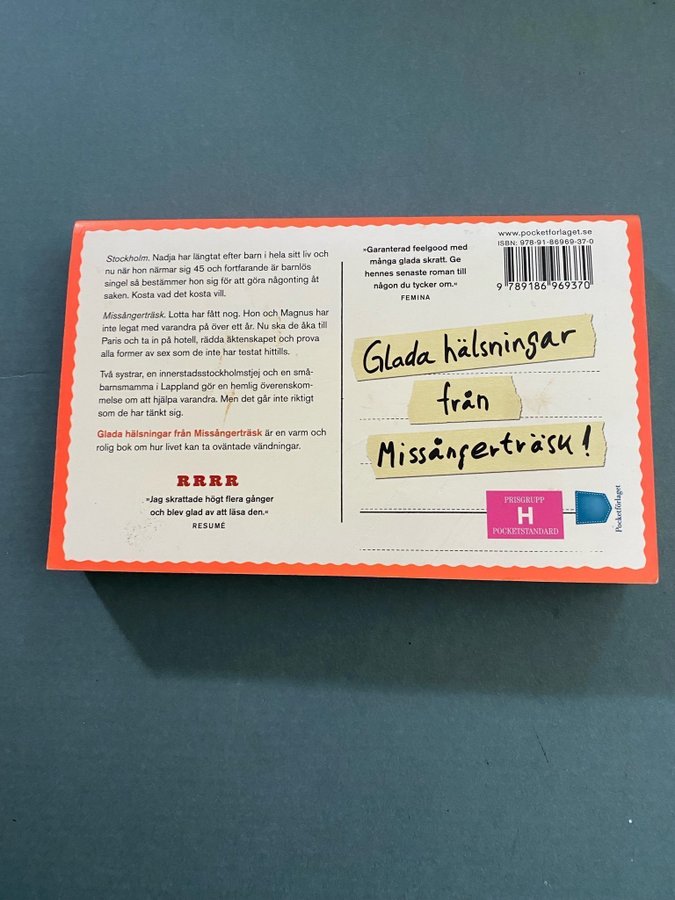 Stockholm. Nadja har längtat efter barn i hela sitt liv och
nu när hon närmar sig 45 och fortfarande är barnlös
singel så bestämmer hon sig för att göra någonting åt
saken. Kosta vad det kosta vill.
Missångerträsk. Lotta har fått nog. Hon och Magnus har
inte legat med varandra på över ett år. Nu ska de åka till
Paris och ta in på hotell, rädda äktenskapet och prova
alla former av sex som de inte har testat hittills.
Två systrar, en innerstadsstockholmstjej och en små-
barnsmamma i Lappland gör en hemlig överenskom-
melse om att hjälpa varandra. Men det går inte riktigt
som de har tänkt sig.
Glada hälsningar från Missångerträsk är en varm och
rolig bok om hur livet kan ta oväntade vändningar.
RRRR
»Jag skrattade högt flera gånger
och blev glad av att läsa den.«
RESUMÉ
»Garanterad feelgood med
många glada skratt. Ge
hennes senaste roman till
någon du tycker om.«
FEMINA
www.pocketforlaget.se
ISBN: 978-91-86969-37-0
9 789186 969370
Glada hälsningar
från
Missångerträsk!
PRISGRUPP
H
POCKETSTANDARD
Pocketförlaget